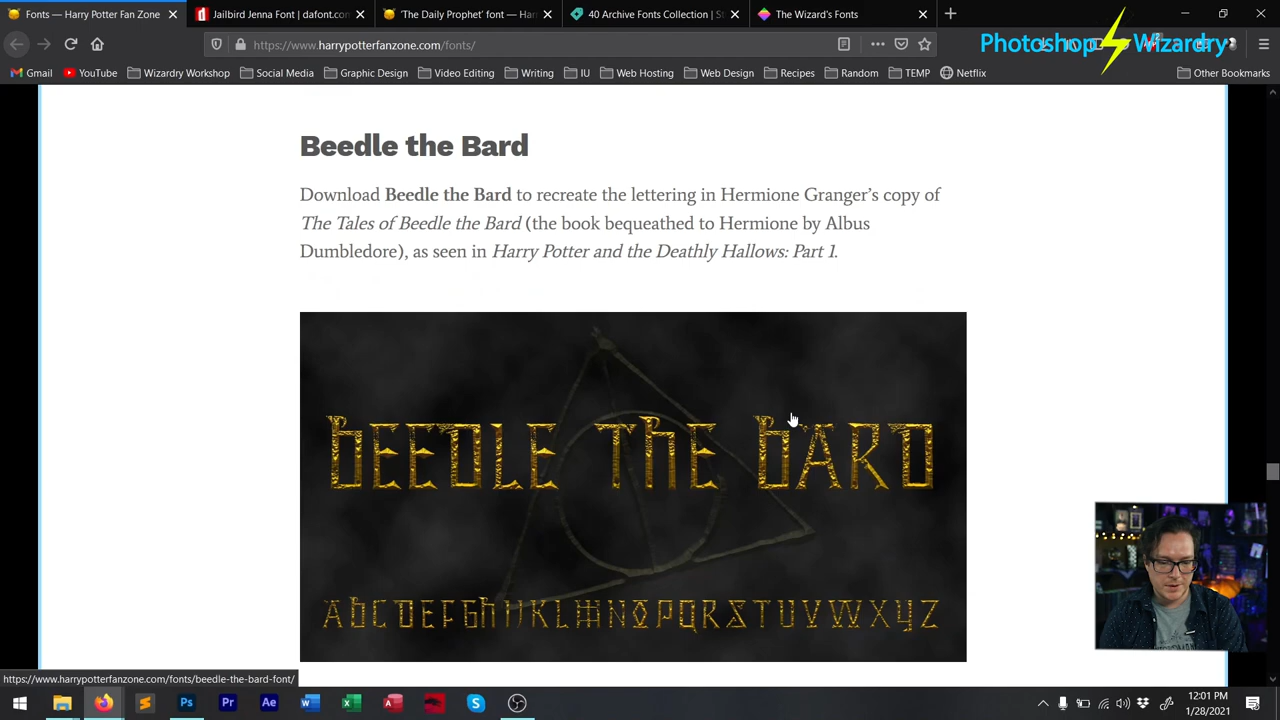 Harry Potter Fan Zone
Jailbird Jenna Font | dafont.con
'The Daily Prophet' font — Har
40 Archive Fonts Collection | St
The Wizard's Fonts
https://www.harrypotterfanzone.com/fonts/
Photoshop Wizardry
Gmail
YouTube
Wizardry Workshop
Social Media
Graphic Design
Video Editing
Writing
IU
Web Hosting
Web Design
Recipes
Random
TEMP
Netflix
Other Bookmarks
Beedle the Bard
Download Beedle the Bard to recreate the lettering in Hermione Granger's copy of
The Tales of Beedle the Bard (the book bequeathed to Hermione by Albus
Dumbledore), as seen in Harry Potter and the Deathly Hallows: Part 1.
BEEDLE THE BARD
ABCDEFGHIJKLMNOPQRSTUVWXYZ
https://www.harrypotterfanzone.com/fonts/beedle-the-bard-font/
12:01 PM
1/28/2021